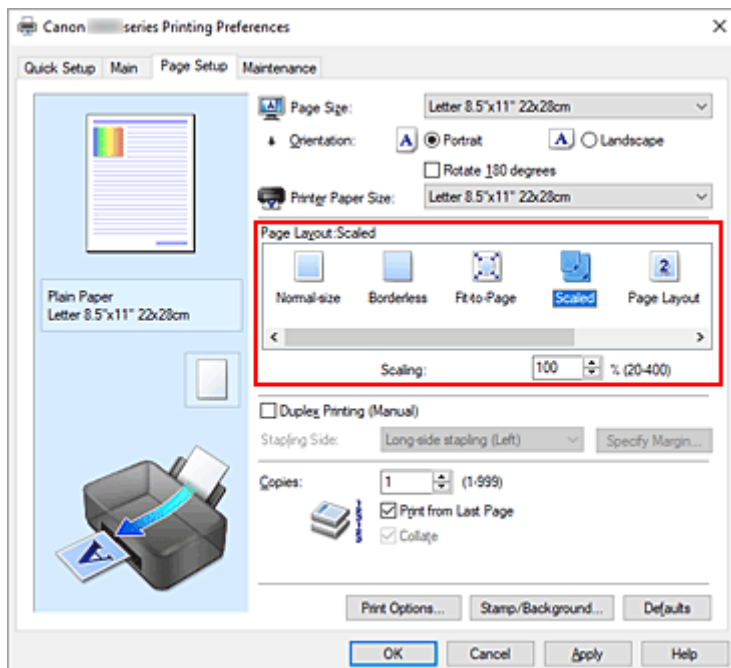 Canon series Printing Preferences
Quick Setup Main Page Setup Maintenance
Page Size: Letter 8.5"x11" 22x28cm
Orientation: A Portrait A Landscape
Rotate 180 degrees
Printer Paper Size: Letter 8.5"x11" 22x28cm
Page Layout:Scaled
2
Normal-size Borderless Fit-to-Page Scaled Page Layout
Scaling: 100 % (20-400)
Plain Paper
Letter 8.5"x11" 22x28cm
Duplex Printing (Manual)
Stapling Side: Long-side stapling (Left) Specify Margin...
Copies: 1 (1-999)
Print from Last Page
Collate
A
Print Options... Stamp/Background... Defaults
OK Cancel Apply Help